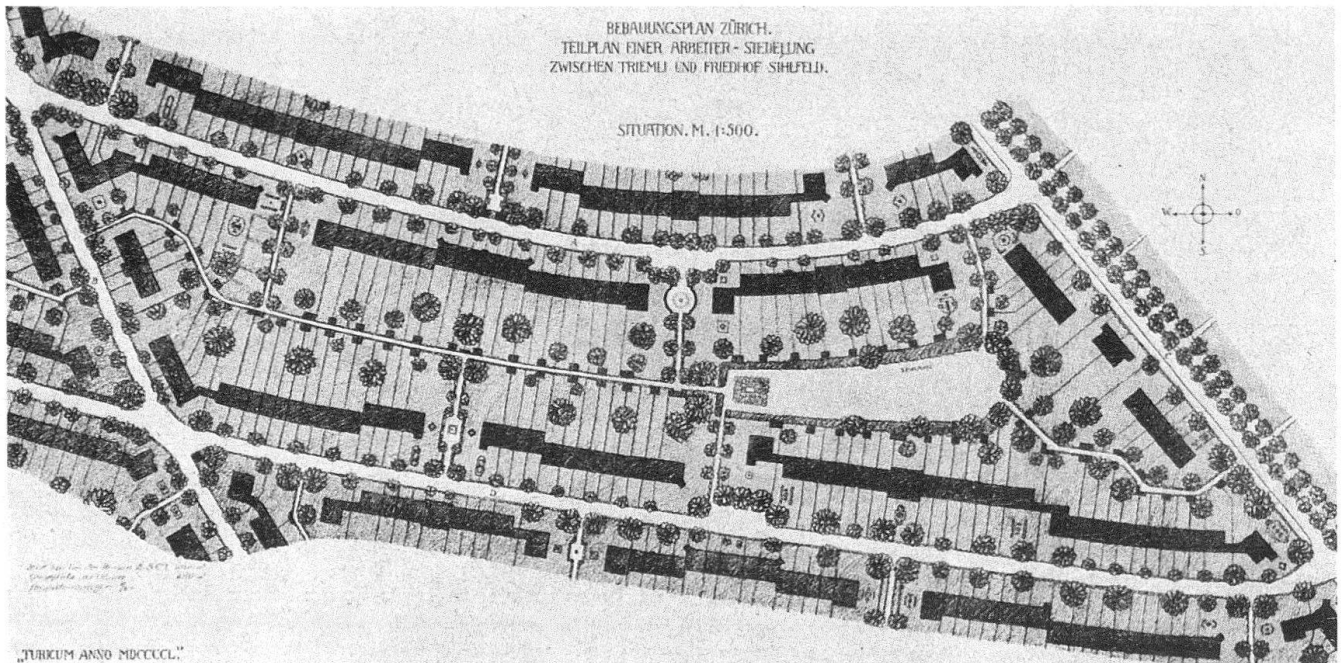 BEBAUUNGSPLAN ZÜRICH.
TEILPLAN EINER ARBEITER-SIEDELUNG
ZWISCHEN TRIEMLI UND FRIEDHOF SIHLFELD.
SITUATION. M. 1:500.
N
W
O
S
A
B
D
"TURICUM ANNO MDCCCCL."